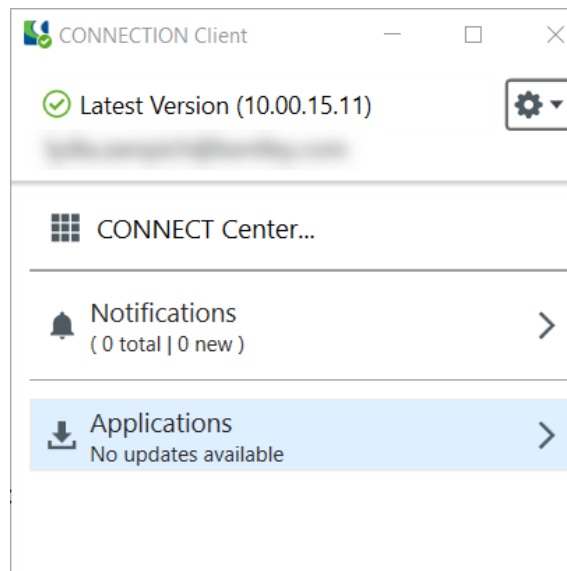 CONNECTION Client
Latest Version (10.00.15.11)
CONNECT Center...
Notifications
( 0 total | 0 new )
Applications
No updates available